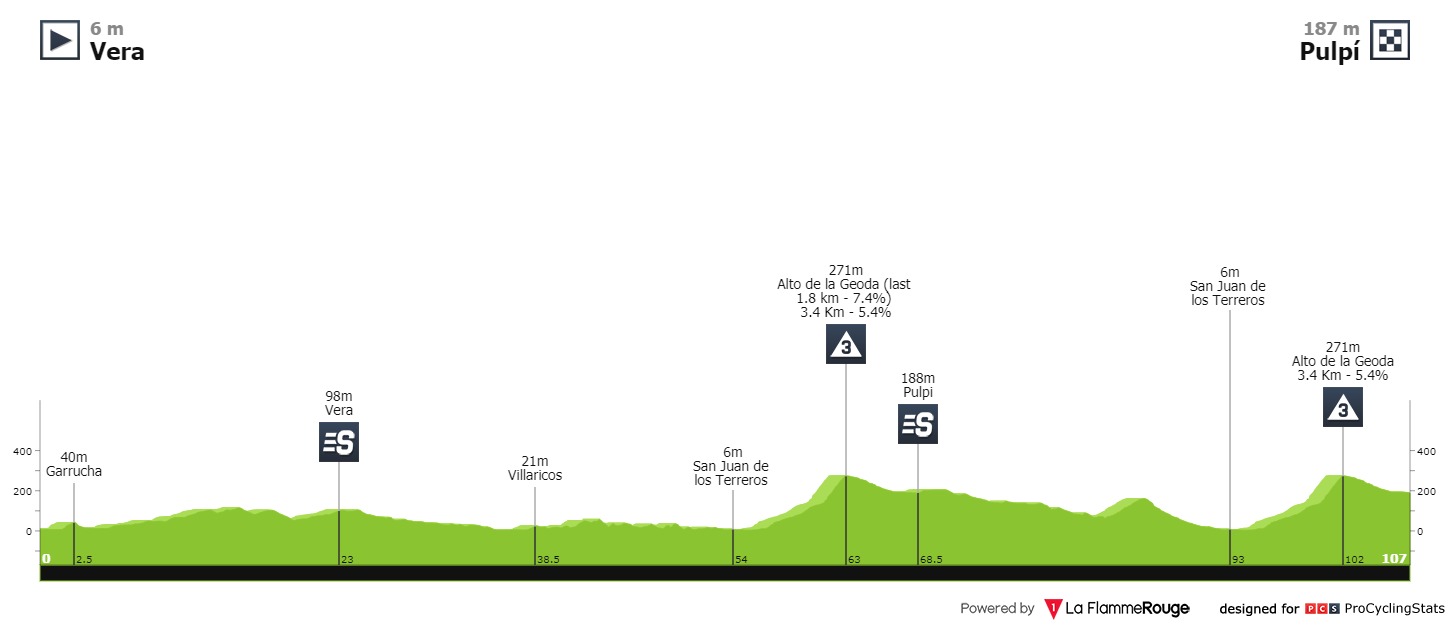 6 m
Vera
187 m
Pulpí
271m
Alto de la Geoda (last
1.8 km - 7.4%)
3.4 Km - 5.4%
3
6m
San Juan de
los Terreros
271m
Alto de la Geoda
3.4 Km - 5.4%
3
188m
Pulpi
S
98m
Vera
S
40m
Garrucha
21m
Villaricos
6m
San Juan de
los Terreros
400
200
0
400
200
0
0 2.5 23 38.5 54 63 68.5 93 102 107
Powered by 1 La FlammeRouge designed for PCS ProCyclingStats